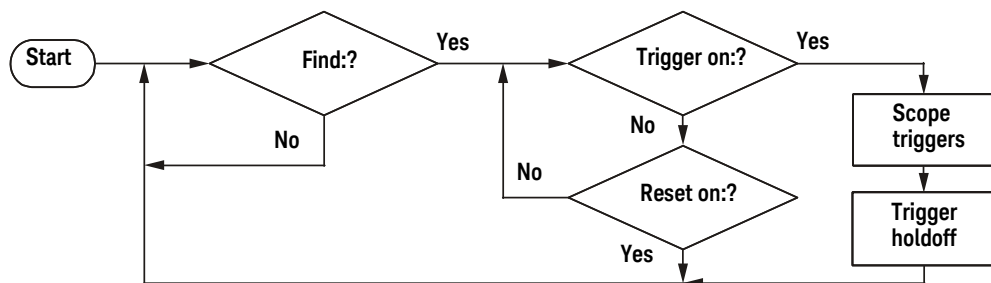 Start
Find:?
Yes
No
Trigger on:?
Yes
No
Reset on:?
No
Yes
Scope
triggers
Trigger
holdoff